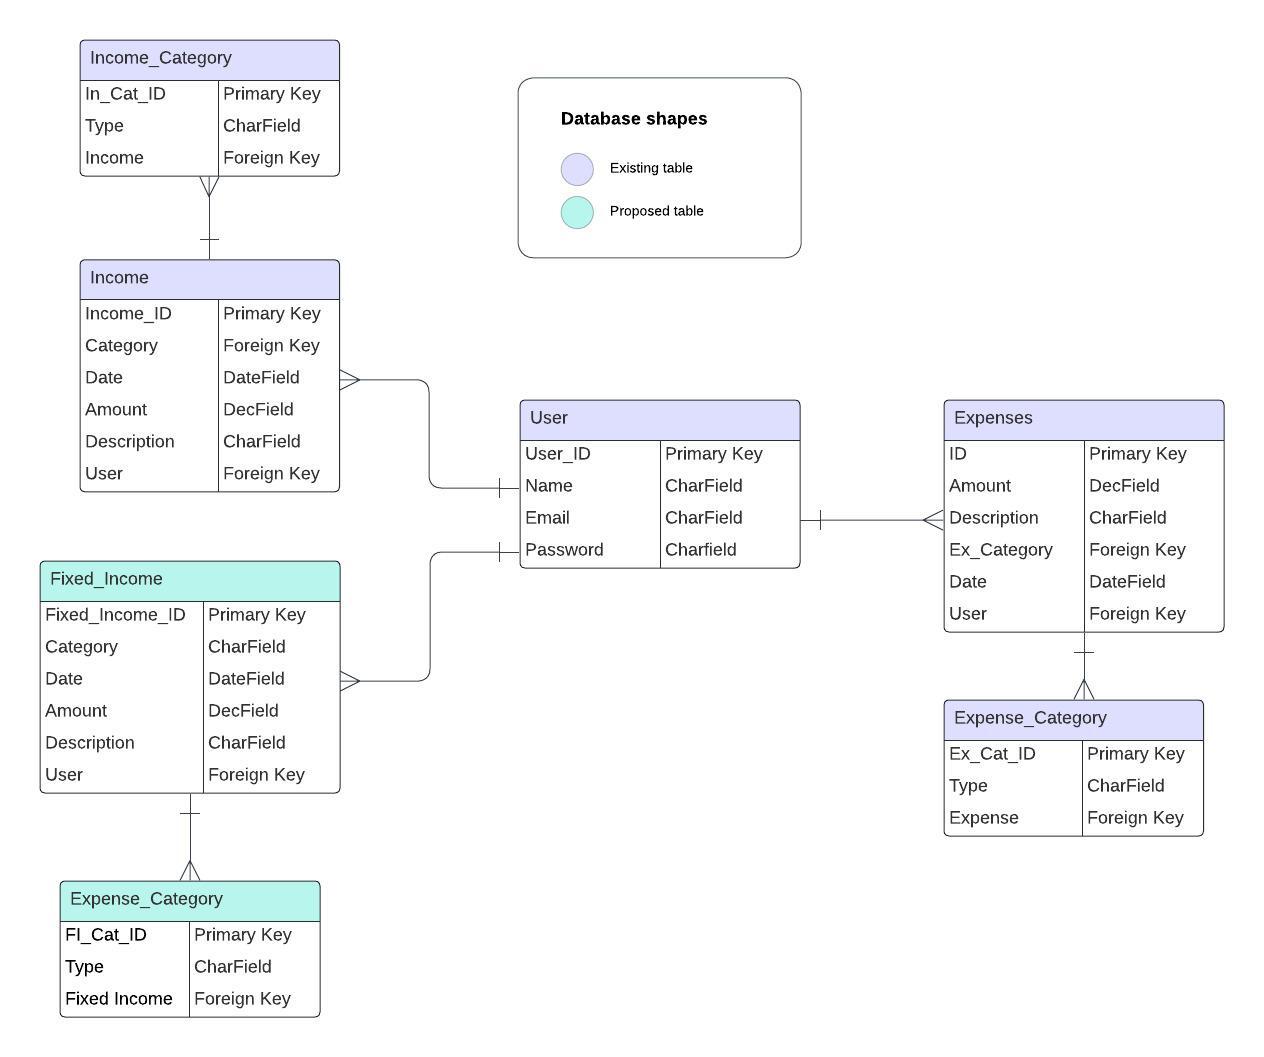 Income_Category
In_Cat_ID Primary Key
Type CharField
Income Foreign Key
Database shapes
Existing table
Proposed table
Income
Income_ID Primary Key
Category Foreign Key
Date DateField
Amount DecField
Description CharField
User Foreign Key
User
User_ID Primary Key
Name CharField
Email CharField
Password Charfield
Expenses
ID Primary Key
Amount DecField
Description CharField
Ex_Category Foreign Key
Date DateField
User Foreign Key
Fixed_Income
Fixed_Income_ID Primary Key
Category CharField
Date DateField
Amount DecField
Description CharField
User Foreign Key
Expense_Category
Ex_Cat_ID Primary Key
Type CharField
Expense Foreign Key
Expense_Category
FI_Cat_ID Primary Key
Type CharField
Fixed Income Foreign Key